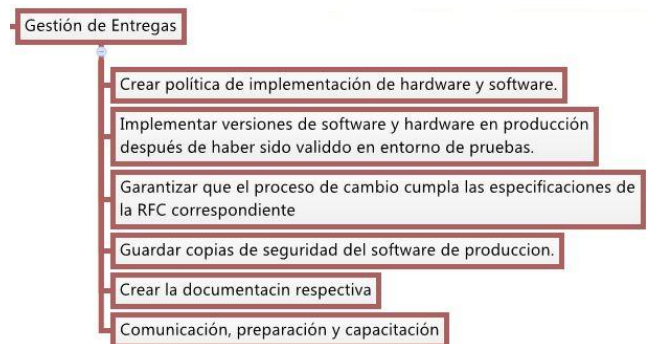 Gestión de Entregas
Crear política de implementación de hardware y software.
Implementar versiones de software y hardware en producción
después de haber sido validdo en entorno de pruebas.
Garantizar que el proceso de cambio cumpla las especificaciones de
la RFC correspondiente
Guardar copias de seguridad del software de produccion.
Crear la documentacin respectiva
Comunicación, preparación y capacitación